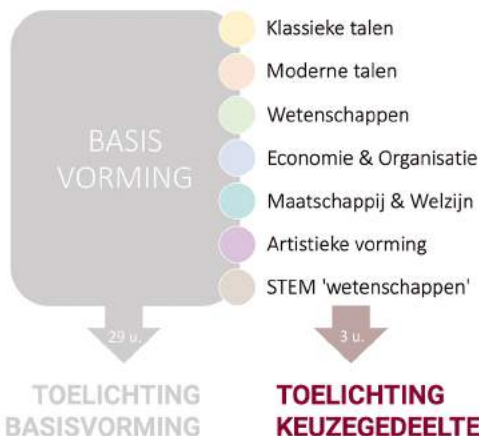 BASIS
VORMING
Klassieke talen
Moderne talen
Wetenschappen
Economie & Organisatie
Maatschappij & Welzijn
Artistieke vorming
STEM 'wetenschappen'
29 u.
3 u.
TOELICHTING
BASISVORMING
TOELICHTING
KEUZEGEDEELTE